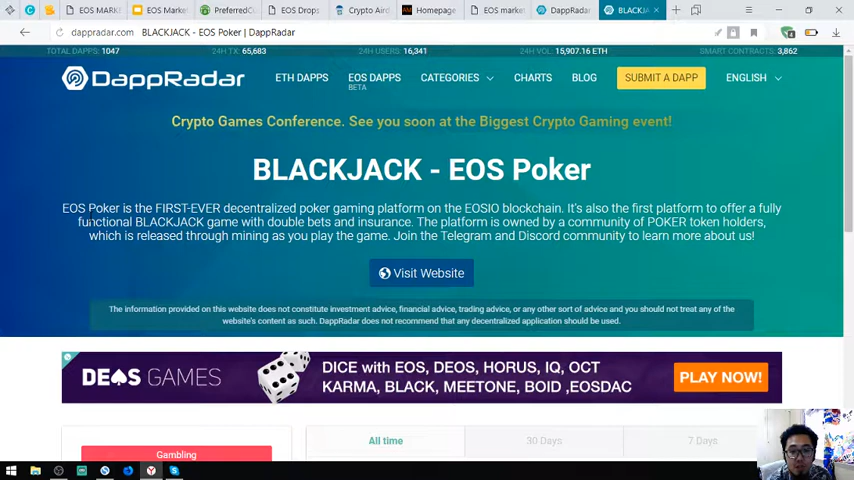 EOS MARKE
EOS Market
PreferredCu
EOS Drops
Crypto Aird
Homepage
EOS market
DappRadar
BLACKJA
dappradar.com BLACKJACK - EOS Poker | DappRadar
TOTAL DAPPS: 1047 24H TX: 65,683 24H USERS: 16,341 24H VOL: 15,907.16 ETH SMART CONTRACTS: 3,862
DappRadar ETH DAPPS EOS DAPPS CATEGORIES CHARTS BLOG SUBMIT A DAPP ENGLISH
BETA
Crypto Games Conference. See you soon at the Biggest Crypto Gaming event!
BLACKJACK - EOS Poker
EOS Poker is the FIRST-EVER decentralized poker gaming platform on the EOSIO blockchain. It's also the first platform to offer a fully
functional BLACKJACK game with double bets and insurance. The platform is owned by a community of POKER token holders,
which is released through mining as you play the game. Join the Telegram and Discord community to learn more about us!
Visit Website
The information provided on this website does not constitute investment advice, financial advice, trading advice, or any other sort of advice and you should not treat any of the
website's content as such. DappRadar does not recommend that any decentralized application should be used.
DEOS GAMES
DICE with EOS, DEOS, HORUS, IQ, OCT
KARMA, BLACK, MEETONE, BOID ,EOSDAC
PLAY NOW!
Gambling
All time 30 Days 7 Days